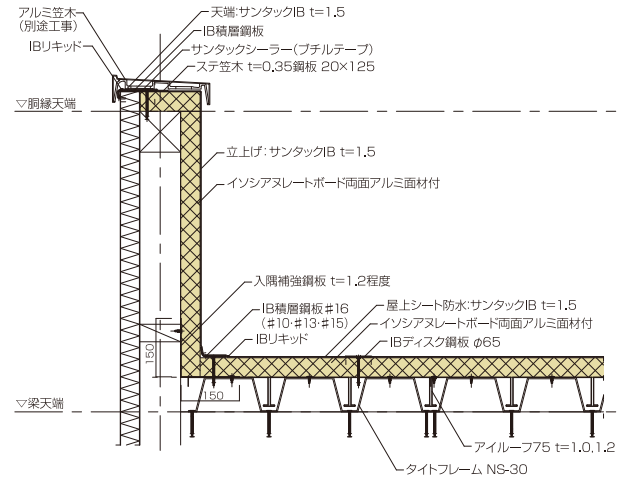 アルミ笠木
(別途工事)
IBリキッド
天端:サンタックIB t=1.5
IB積層鋼板
サンタックシーラー(ブチルテープ)
ステ笠木 t=0.35鋼板 20×125
▽胴縁天端
立上げ:サンタックIB t=1.5
イソシアヌレートボード両面アルミ面材付
入隅補強鋼板 t=1.2程度
IB積層鋼板#16
(#10·#13·#15)
IBリキッド
屋上シート防水:サンタックIB t=1.5
インシアヌレートボード両面アルミ面材付
IBディスク鋼板 φ65
150
150
▽梁天端
アイルーフ75 t=1.0,1.2
タイトフレーム NS-30